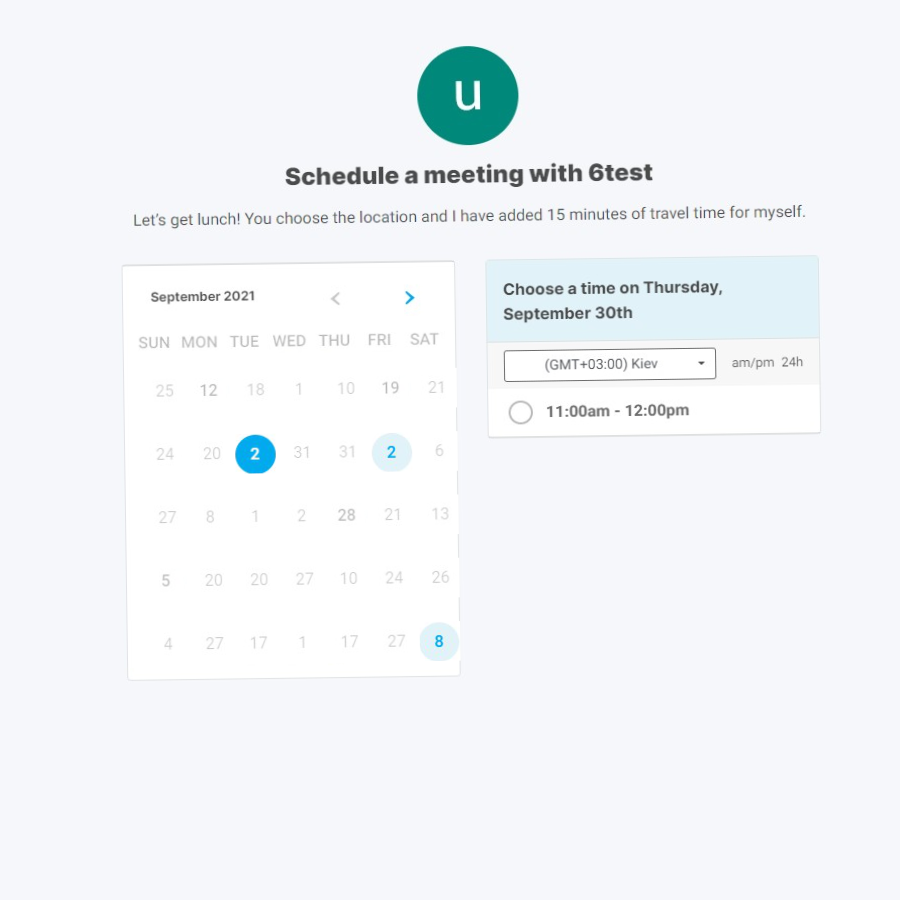 u
Schedule a meeting with 6test
Let's get lunch! You choose the location and I have added 15 minutes of travel time for myself.
September 2021
SUN MON TUE WED THU FRI SAT
25 12 18 1 10 19 21
24 20 2 31 31 2 6
27 8 1 2 28 21 13
5 20 20 27 10 24 26
4 27 17 1 17 27 8
Choose a time on Thursday,
September 30th
(GMT+03:00) Kiev am/pm 24h
11:00am - 12:00pm